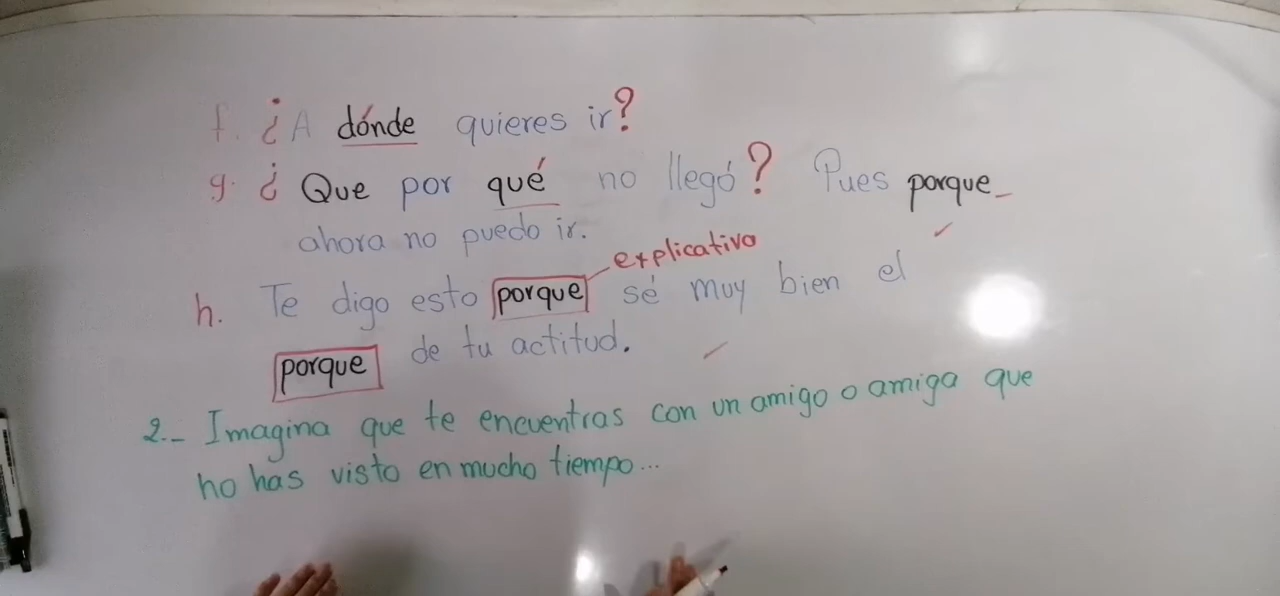 f. ¿A dónde quieres ir?
g. ¿Que por qué no llegó? Pues porque
ahora no puedo ir.
explicativo
h. Te digo esto porque sé muy bien el
porque de tu actitud.
2.- Imagina que te encuentras con un amigo o amiga que
no has visto en mucho tiempo...